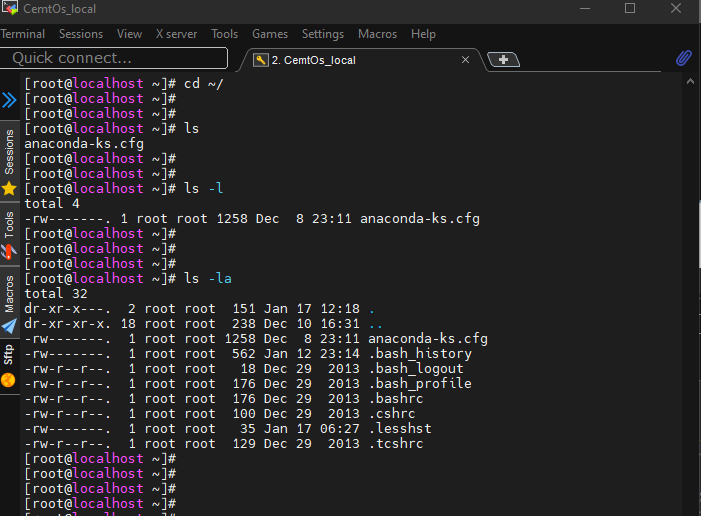 CemtOs_local
Terminal Sessions View X server Tools Games Settings Macros Help
Quick connect...
2. CemtOs_local
Sessions
Tools
Macros
Sftp
[root@localhost ~]# cd ~/
[root@localhost ~]#
[root@localhost ~]#
[root@localhost ~]# ls
anaconda-ks.cfg
[root@localhost ~]#
[root@localhost ~]#
[root@localhost ~]# ls -l
total 4
-rw-------. 1 root root 1258 Dec  8 23:11 anaconda-ks.cfg
[root@localhost ~]#
[root@localhost ~]#
[root@localhost ~]#
[root@localhost ~]# ls -la
total 32
dr-xr-x---.  2 root root  151 Jan 17 12:18 .
dr-xr-xr-x. 18 root root  238 Dec 10 16:31 ..
-rw-------.  1 root root 1258 Dec  8 23:11 anaconda-ks.cfg
-rw-------.  1 root root  562 Jan 12 23:14 .bash_history
-rw-r--r--.  1 root root   18 Dec 29  2013 .bash_logout
-rw-r--r--.  1 root root  176 Dec 29  2013 .bash_profile
-rw-r--r--.  1 root root  176 Dec 29  2013 .bashrc
-rw-r--r--.  1 root root  100 Dec 29  2013 .cshrc
-rw-------.  1 root root   35 Jan 17 06:27 .lesshst
-rw-r--r--.  1 root root  129 Dec 29  2013 .tcshrc
[root@localhost ~]#
[root@localhost ~]#
[root@localhost ~]#
[root@localhost ~]#
[root@localhost ~]#